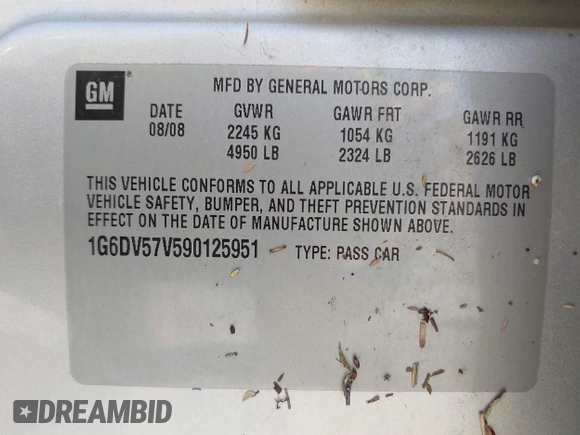 GM
MFD BY GENERAL MOTORS CORP.
DATE GVWR GAWR FRT GAWR RR
08/08 2245 KG 1054 KG 1191 KG
4950 LB 2324 LB 2626 LB
THIS VEHICLE CONFORMS TO ALL APPLICABLE U.S. FEDERAL MOTOR
VEHICLE SAFETY, BUMPER, AND THEFT PREVENTION STANDARDS IN
EFFECT ON THE DATE OF MANUFACTURE SHOWN ABOVE.
1G6DV57V590125951 TYPE: PASS CAR
DREAMBID